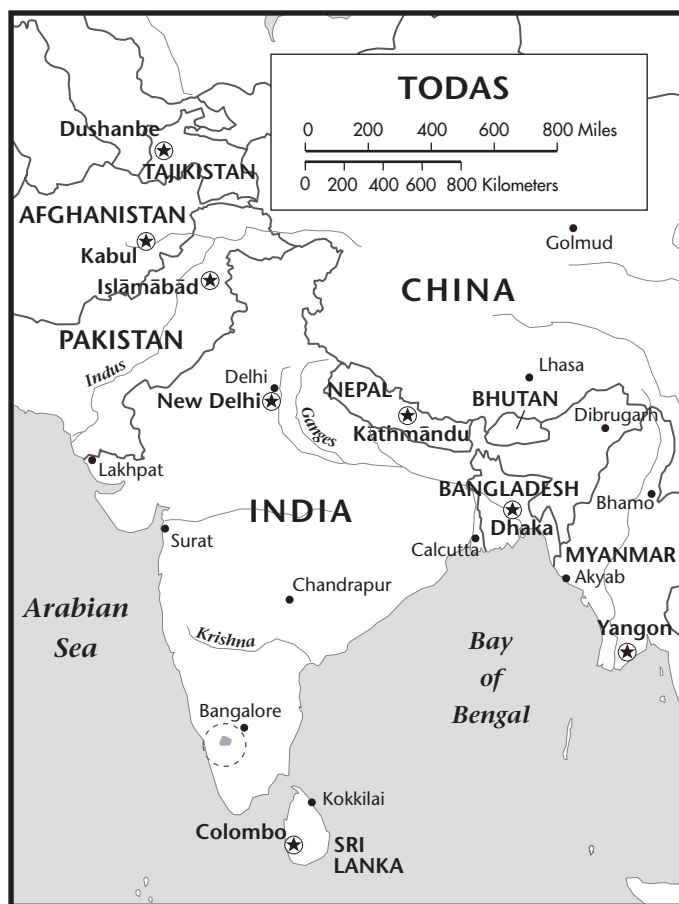 TODAS
0 200 400 600 800 Miles
0 200 400 600 800 Kilometers
Dushanbe
TAJIKISTAN
AFGHANISTAN
Kabul
Golmud
Islāmābād
CHINA
PAKISTAN
Indus
Delhi
New Delhi
NEPAL
Lhasa
BHUTAN
Ganges
Kāthmāndu
Dibrugarh
Lakhpat
BANGLADESH
Bhamo
INDIA
Dhaka
Surat
Calcutta
MYANMAR
Akyab
Chandrapur
Arabian
Sea
Krishna
Yangon
Bay
of
Bengal
Bangalore
Kokkilai
Colombo
SRI
LANKA